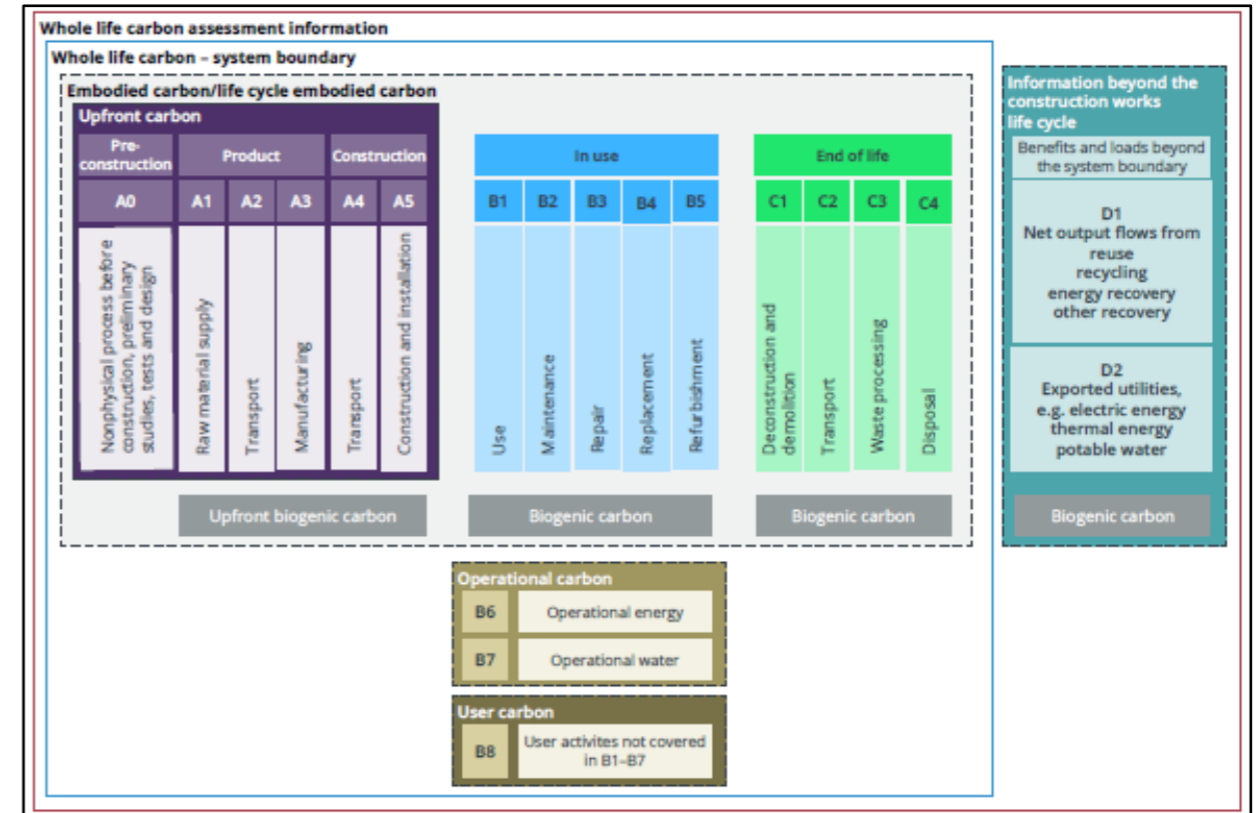 Whole life carbon assessment information
Whole life carbon – system boundary
Embodied carbon/life cycle embodied carbon
Upfront carbon
Pre-
construction
Product
Construction
A0
A1
A2
A3
A4
A5
Nonphysical process before
construction, preliminary
studies, tests and design
Raw material supply
Transport
Manufacturing
Transport
Construction and installation
Upfront biogenic carbon
In use
B1
B2
B3
B4
B5
Use
Maintenance
Repair
Replacement
Refurbishment
Biogenic carbon
End of life
C1
C2
C3
C4
Deconstruction and
demolition
Transport
Waste processing
Disposal
Biogenic carbon
Operational carbon
B6
Operational energy
B7
Operational water
User carbon
B8
User activites not covered
in B1–B7
Information beyond the
construction works
life cycle
Benefits and loads beyond
the system boundary
D1
Net output flows from
reuse
recycling
energy recovery
other recovery
D2
Exported utilities,
e.g. electric energy
thermal energy
potable water
Biogenic carbon